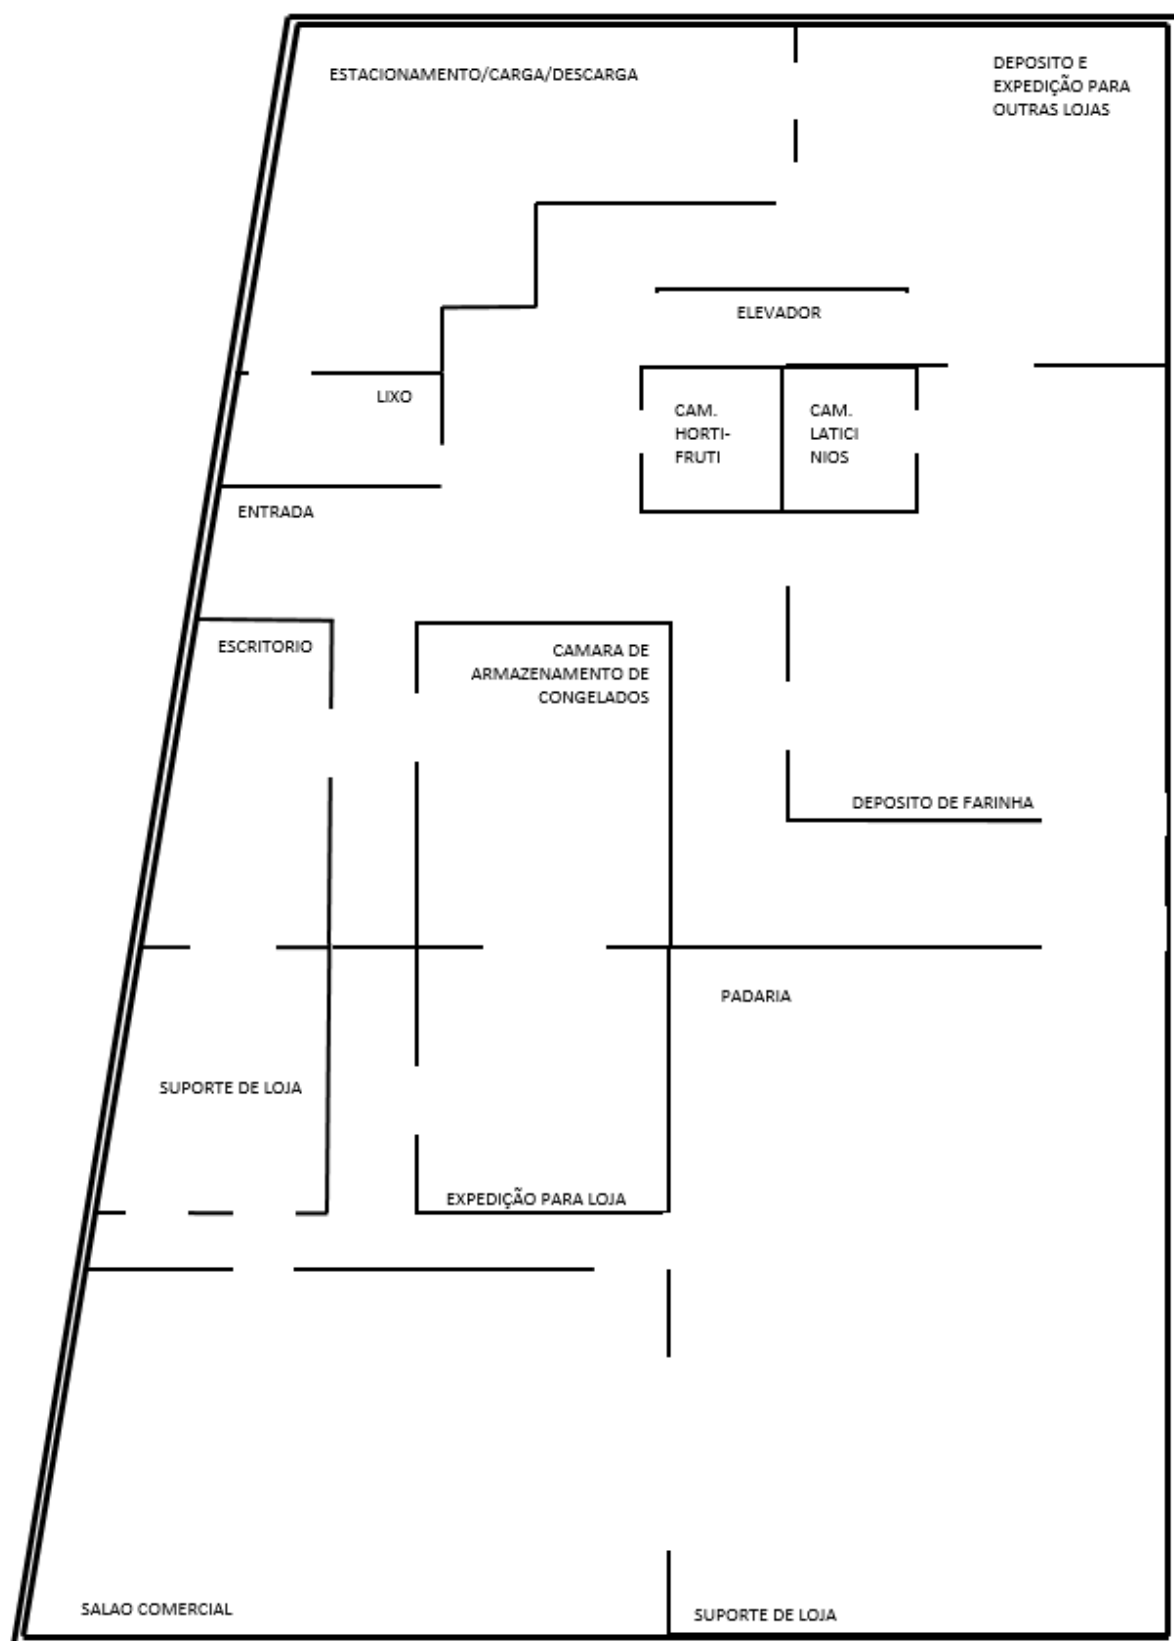 ESTACIONAMENTO/CARGA/DESCARGA
DEPOSITO E
EXPEDIÇÃO PARA
OUTRAS LOJAS
ELEVADOR
LIXO
CAM.
HORTI-
FRUTI
CAM.
LATICI
NIOS
ENTRADA
ESCRITORIO
CAMARA DE
ARMAZENAMENTO DE
CONGELADOS
DEPOSITO DE FARINHA
PADARIA
SUPORTE DE LOJA
EXPEDIÇÃO PARA LOJA
SALAO COMERCIAL
SUPORTE DE LOJA